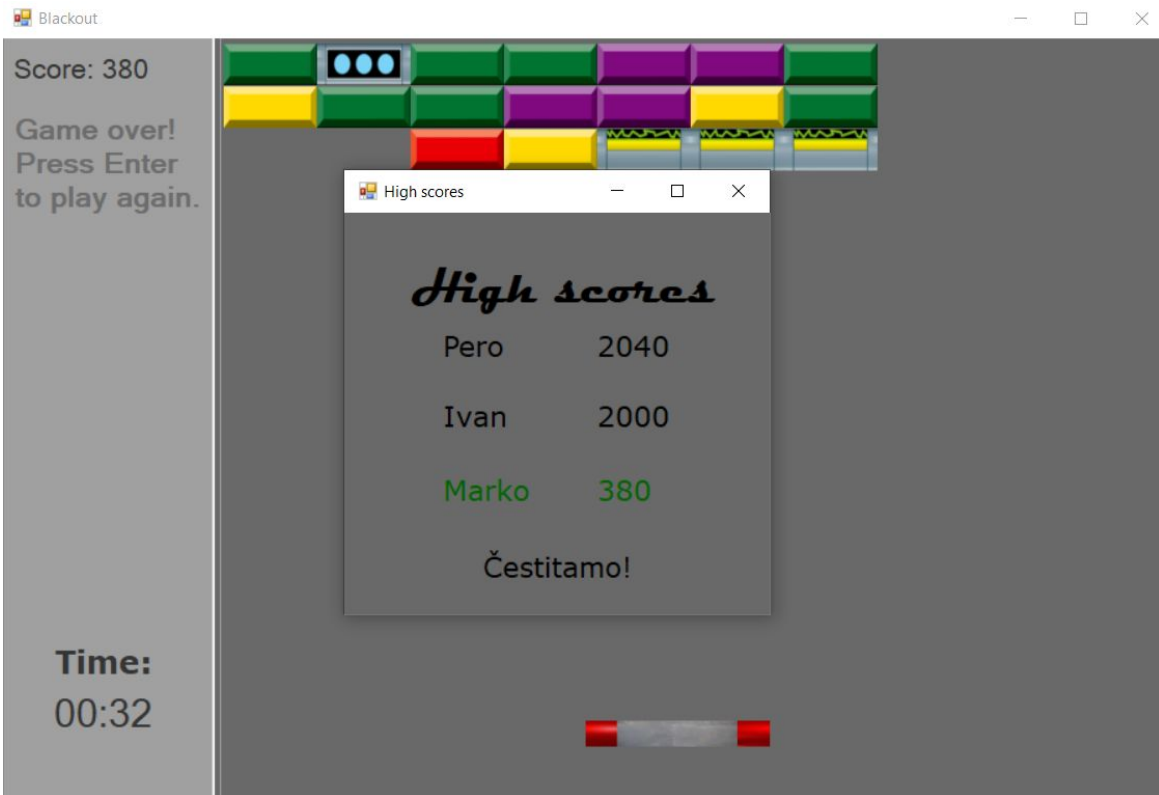 Blackout
Score: 380
Game over!
Press Enter
to play again.
High scores
High scores
Pero 2040
Ivan 2000
Marko 380
Čestitamo!
Time:
00:32